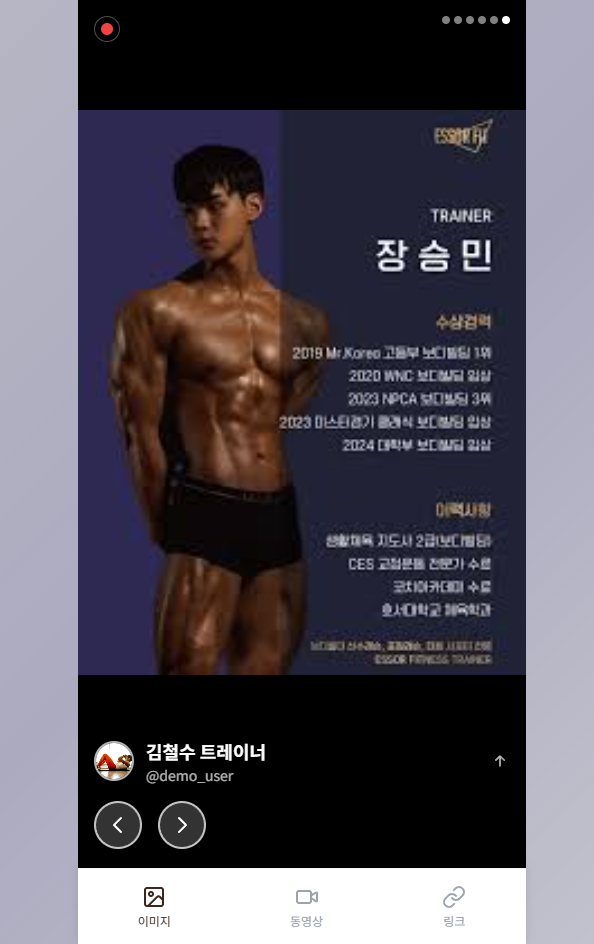 ESSOR FIT
TRAINER
장승민
수상경력
2019 Mr.Korea 고등부 보디빌딩 1위
2020 WNC 보디빌딩 입상
2023 NPCA 보디빌딩 3위
2023 미스터경기 클래식 보디빌딩 입상
2024 대학부 보디빌딩 입상
이력사항
생활체육 지도사 2급(보디빌딩)
CES 교정운동 전문가 수료
코치아카데미 수료
호서대학교 체육학과
ESSOR FITNESS TRAINER
김철수 트레이너
@demo_user
이미지
동영상
링크